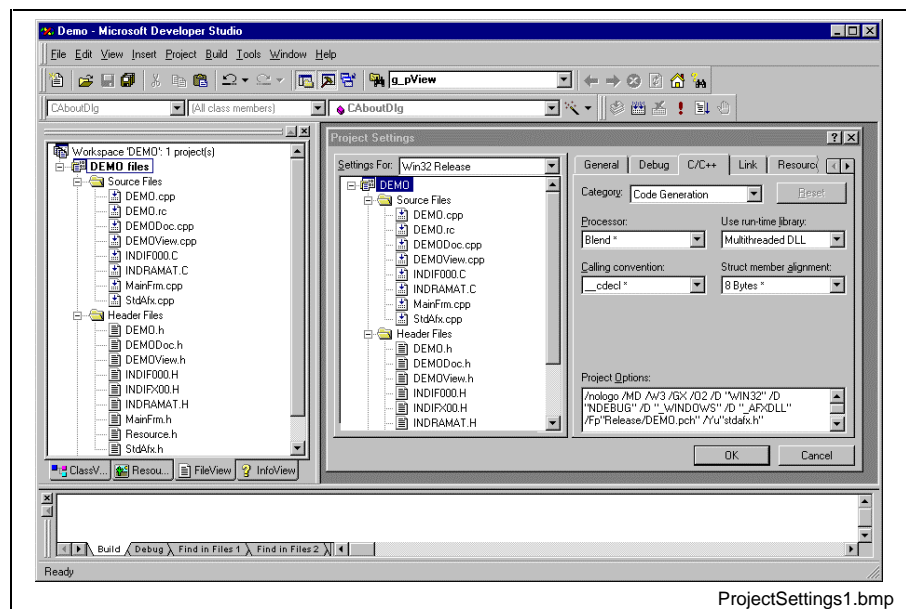 Demo - Microsoft Developer Studio
File Edit View Insert Project Build Tools Window Help
g_pView
CAboutDlg
(All class members)
CAboutDlg
Workspace 'DEMO': 1 project(s)
DEMO files
Source Files
DEMO.cpp
DEMO.rc
DEMODoc.cpp
DEMOView.cpp
INDIF000.C
INDRAMAT.C
MainFrm.cpp
StdAfx.cpp
Header Files
DEMO.h
DEMODoc.h
DEMOView.h
INDIF000.H
INDIFX00.H
INDRAMAT.H
MainFrm.h
Resource.h
StdAfx.h
ClassV... Resou... FileView InfoView
Project Settings
Settings For: Win32 Release
DEMO
Source Files
DEMO.cpp
DEMO.rc
DEMODoc.cpp
DEMOView.cpp
INDIF000.C
INDRAMAT.C
MainFrm.cpp
StdAfx.cpp
Header Files
DEMO.h
DEMODoc.h
DEMOView.h
INDIF000.H
INDIFX00.H
INDRAMAT.H
General Debug C/C++ Link Resourc
Category: Code Generation Reset
Processor: Use run-time library:
Blend * Multithreaded DLL
Calling convention: Struct member alignment:
__cdecl * 8 Bytes *
Project Options:
/nologo /MD /W3 /GX /O2 /D "WIN32" /D
"NDEBUG" /D "_WINDOWS" /D "_AFXDLL"
/Fp"Release/DEMO.pch" /Yu"stdafx.h"
OK Cancel
Build Debug Find in Files 1 Find in Files 2
Ready
ProjectSettings1.bmp